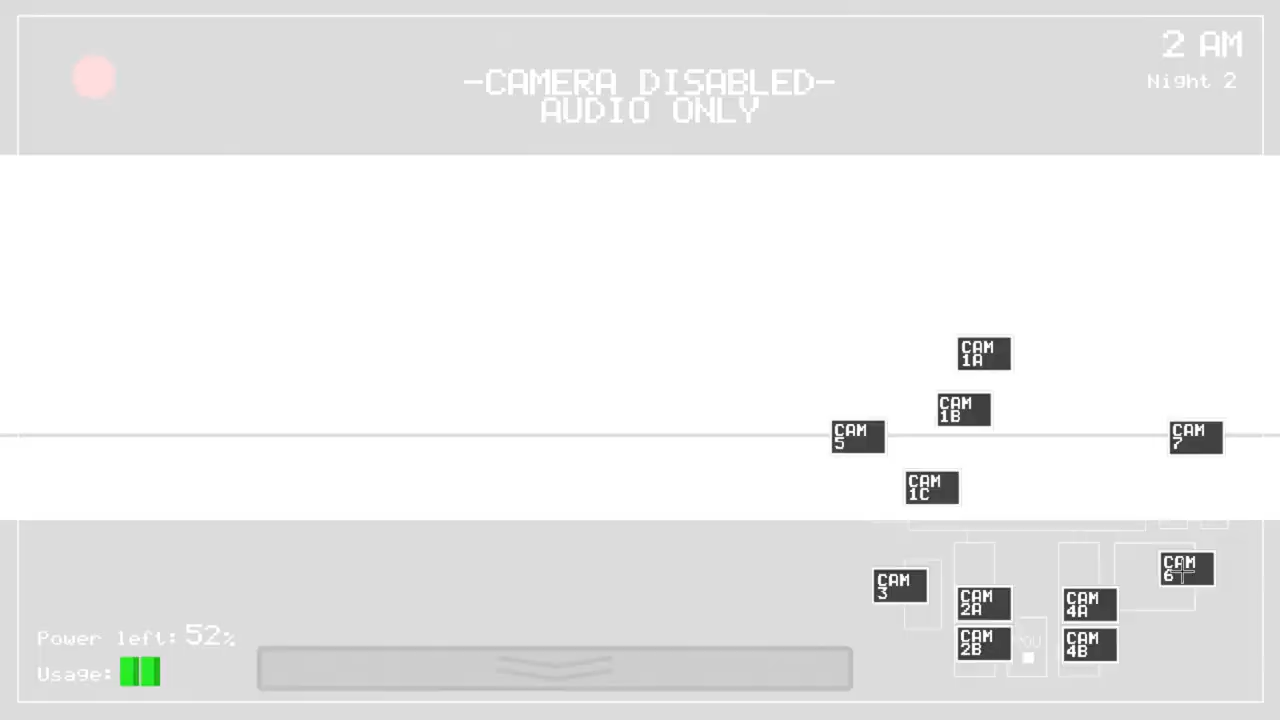 2 AM
Night 2
-CAMERA DISABLED-
AUDIO ONLY
CAM
1A
CAM
1B
CAM
5
CAM
7
CAM
1C
CAM
6
CAM
3
CAM
2A
CAM
4A
CAM
2B
YOU
CAM
4B
Power left: 52%
Usage: